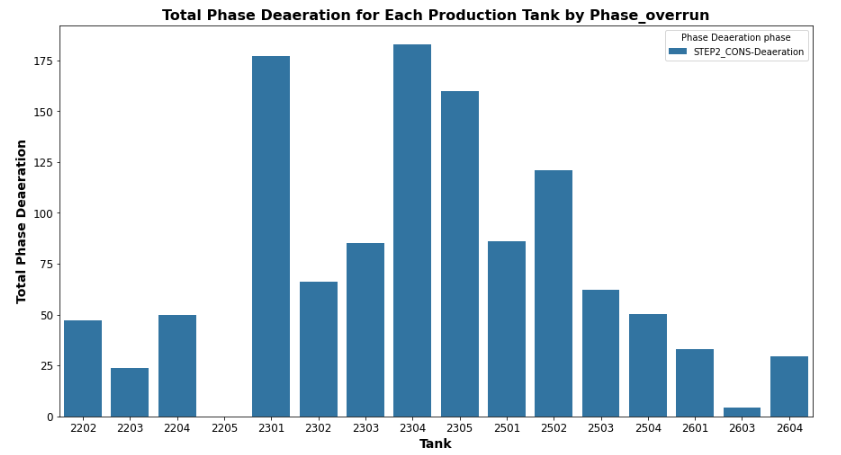 Total Phase Deaeration for Each Production Tank by Phase_overrun
Phase Deaeration phase
STEP2_CONS-Deaeration
Total Phase Deaeration
175
150
125
100
75
50
25
0
2202 2203 2204 2205 2301 2302 2303 2304 2305 2501 2502 2503 2504 2601 2603 2604
Tank